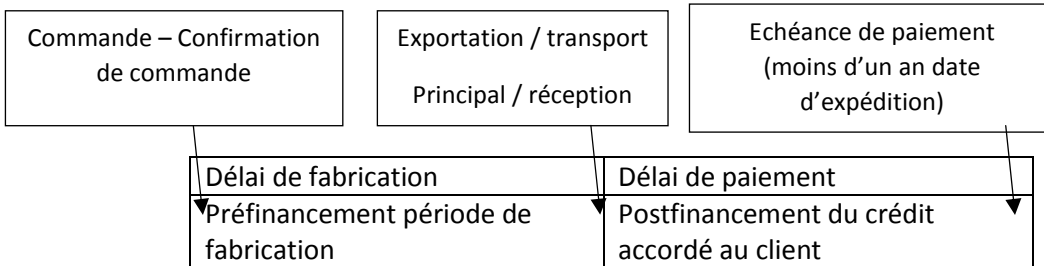 Commande – Confirmation
de commande
Exportation / transport
Principal / réception
Echéance de paiement
(moins d'un an date
d'expédition)
Délai de fabrication
Délai de paiement
Préfinancement période de
fabrication
Postfinancement du crédit
accordé au client